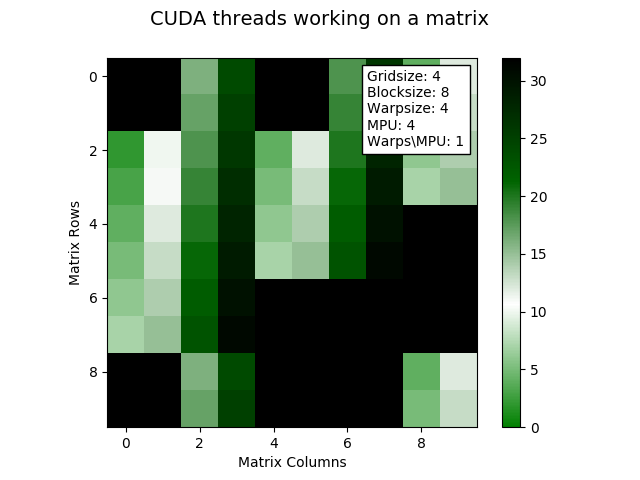 CUDA threads working on a matrix
Gridsize: 4
Blocksize: 8
Warpsize: 4
MPU: 4
Warps\MPU: 1
Matrix Rows
0
2
4
6
8
0 2 4 6 8
Matrix Columns
30
25
20
15
10
5
0